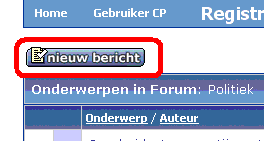 Home Gebruiker CP Registr
nieuw bericht
Onderwerpen in Forum: Politiek
Onderwerp / Auteur